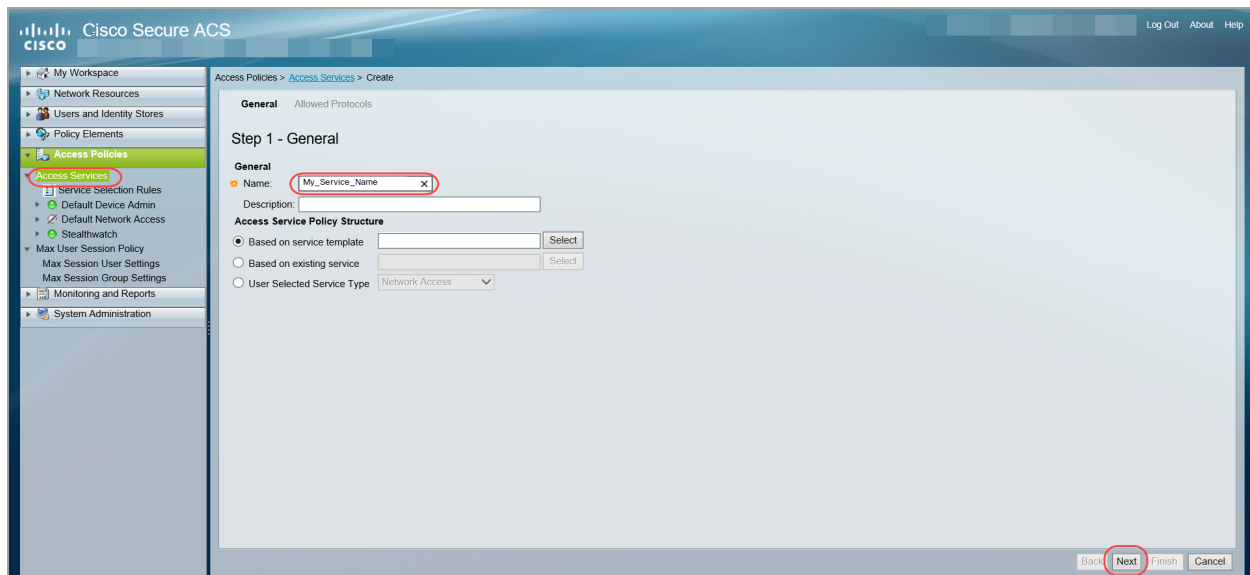 Cisco Secure ACS
CISCO
Log Out About Help
My Workspace
Network Resources
Users and Identity Stores
Policy Elements
Access Policies
Access Services
Service Selection Rules
Default Device Admin
Default Network Access
Stealthwatch
Max User Session Policy
Max Session User Settings
Max Session Group Settings
Monitoring and Reports
System Administration
Access Policies > Access Services > Create
General Allowed Protocols
Step 1 - General
General
Name: My_Service_Name
Description:
Access Service Policy Structure
Based on service template Select
Based on existing service Select
User Selected Service Type Network Access
Back Next Finish Cancel